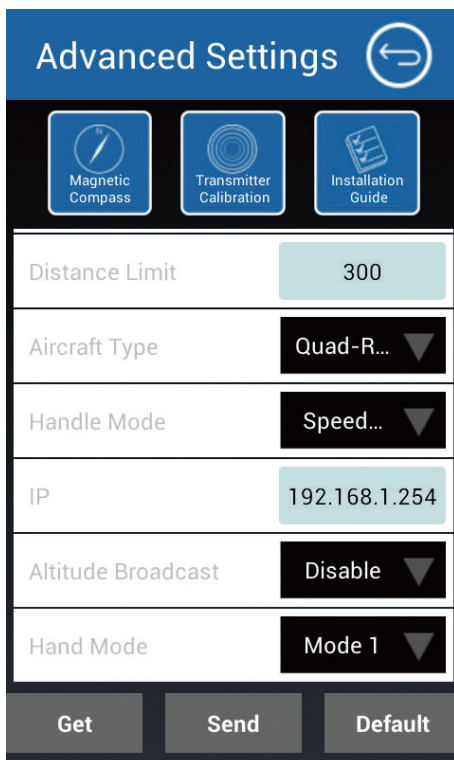 Advanced Settings
N
Magnetic
Compass
Transmitter
Calibration
Installation
Guide
Distance Limit 300
Aircraft Type Quad-R...
Handle Mode Speed...
IP 192.168.1.254
Altitude Broadcast Disable
Hand Mode Mode 1
Get Send Default